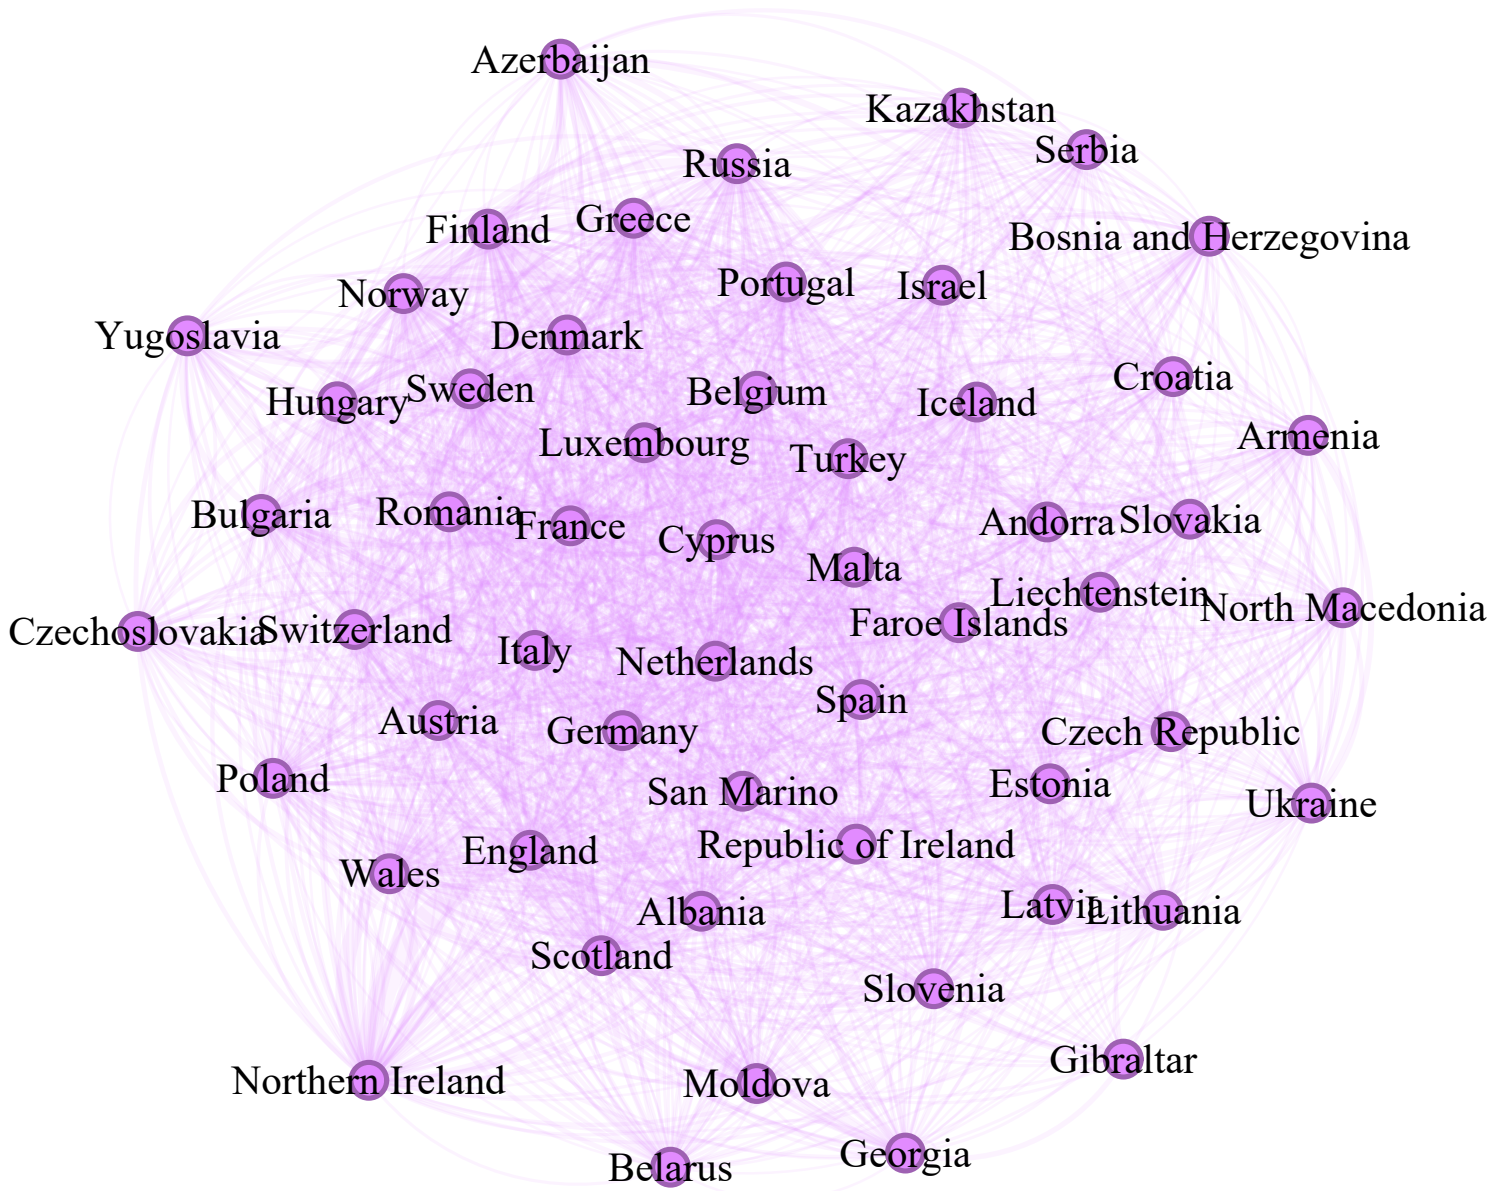 Azerbaijan
Kazakhstan
Serbia
Russia
Finland
Greece
Bosnia and Herzegovina
Norway
Portugal
Israel
Yugoslavia
Denmark
Croatia
Hungary
Sweden
Belgium
Iceland
Luxembourg
Turkey
Armenia
Bulgaria
Romania
France
Cyprus
Andorra
Slovakia
Malta
Liechtenstein
North Macedonia
Faroe Islands
Czechoslovakia
Switzerland
Italy
Netherlands
Spain
Austria
Germany
Czech Republic
Poland
San Marino
Estonia
Ukraine
England
Republic of Ireland
Wales
Albania
Latvia
Lithuania
Scotland
Slovenia
Gibraltar
Northern Ireland
Moldova
Georgia
Belarus